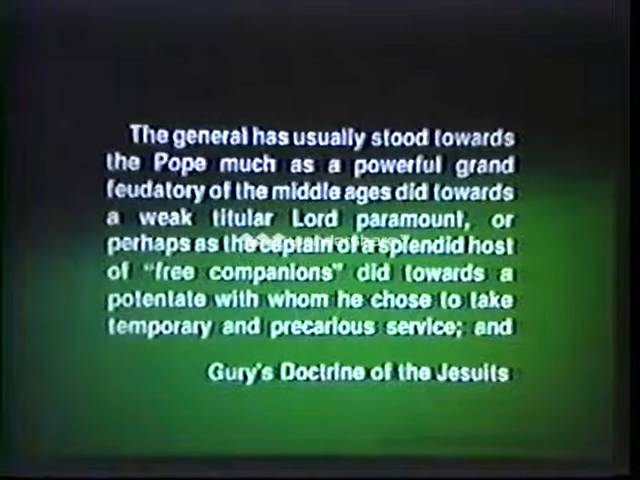 The general has usually stood towards
the Pope much as a powerful grand
feudatory of the middle ages did towards
a weak titular Lord paramount, or
perhaps as the captain of a splendid host
of "free companions" did towards a
potentate with whom he chose to take
temporary and precarious service; and
Gury's Doctrine of the Jesuits